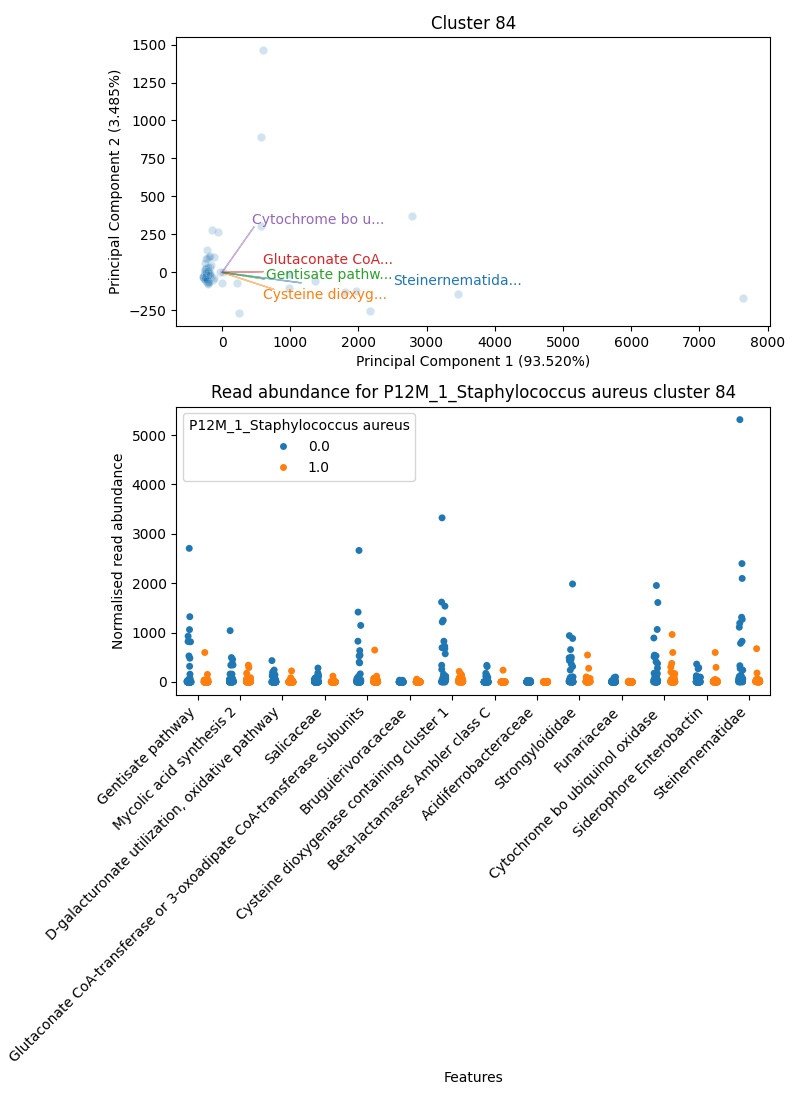 Cluster 84
1500
1250
1000
750
500
250
0
−250
Principal Component 2 (3.485%)
Cytochrome bo u...
Glutaconate CoA...
Gentisate pathw...
Steinernematida...
Cysteine dioxyg...
0 1000 2000 3000 4000 5000 6000 7000 8000
Principal Component 1 (93.520%)
Read abundance for P12M_1_Staphylococcus aureus cluster 84
P12M_1_Staphylococcus aureus
0.0
1.0
5000
4000
3000
2000
1000
0
Normalised read abundance
Gentisate pathway
Mycolic acid synthesis 2
D-galacturonate utilization, oxidative pathway
Salicaceae
Glutaconate CoA-transferase or 3-oxoadipate CoA-transferase Subunits
Bruguierivoracaceae
Cysteine dioxygenase containing cluster 1
Beta-lactamases Ambler class C
Acidiferrobacteraceae
Strongyloididae
Funariaceae
Cytochrome bo ubiquinol oxidase
Siderophore Enterobactin
Steinernematidae
Features